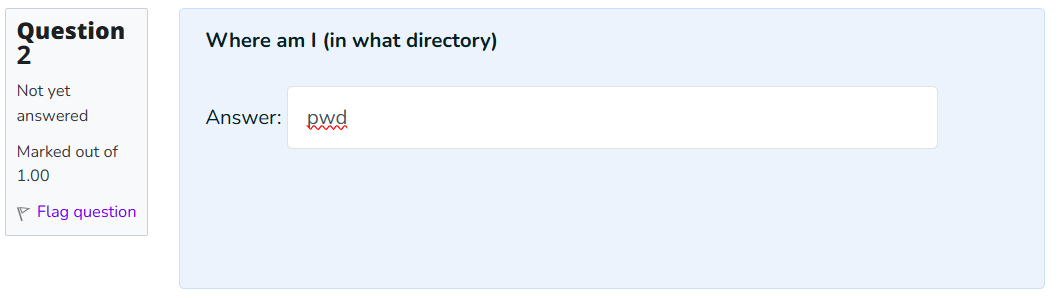 Question
2
Not yet
answered
Marked out of
1.00
Flag question
Where am I (in what directory)
Answer: pwd